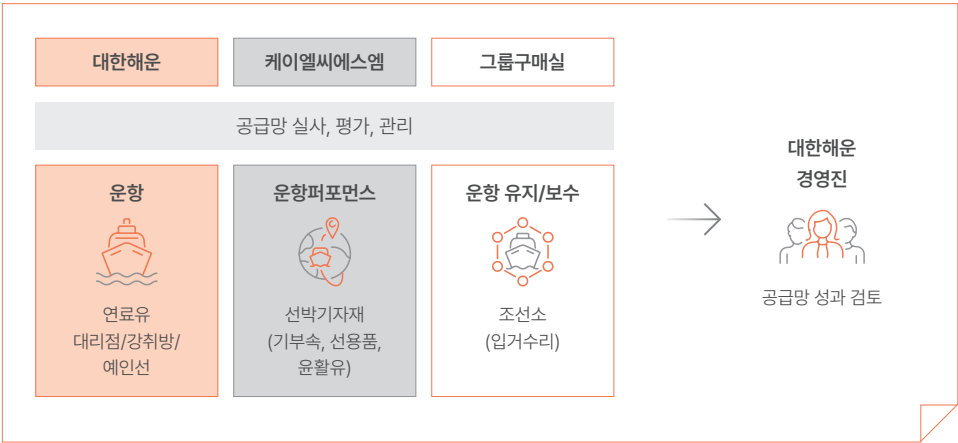 대한해운
케이엘씨에스엠
그룹구매실
공급망 실사, 평가, 관리
운항
연료유
대리점/강취방/
예인선
운항퍼포먼스
선박기자재
(기부속, 선용품,
윤활유)
운항 유지/보수
조선소
(입거수리)
대한해운
경영진
공급망 성과 검토